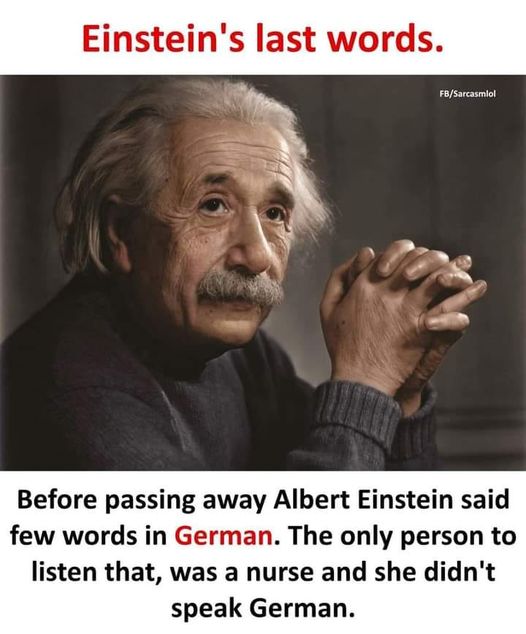 Einstein's last words.
FB/Sarcasmlol
Before passing away Albert Einstein said
few words in German. The only person to
listen that, was a nurse and she didn't
speak German.